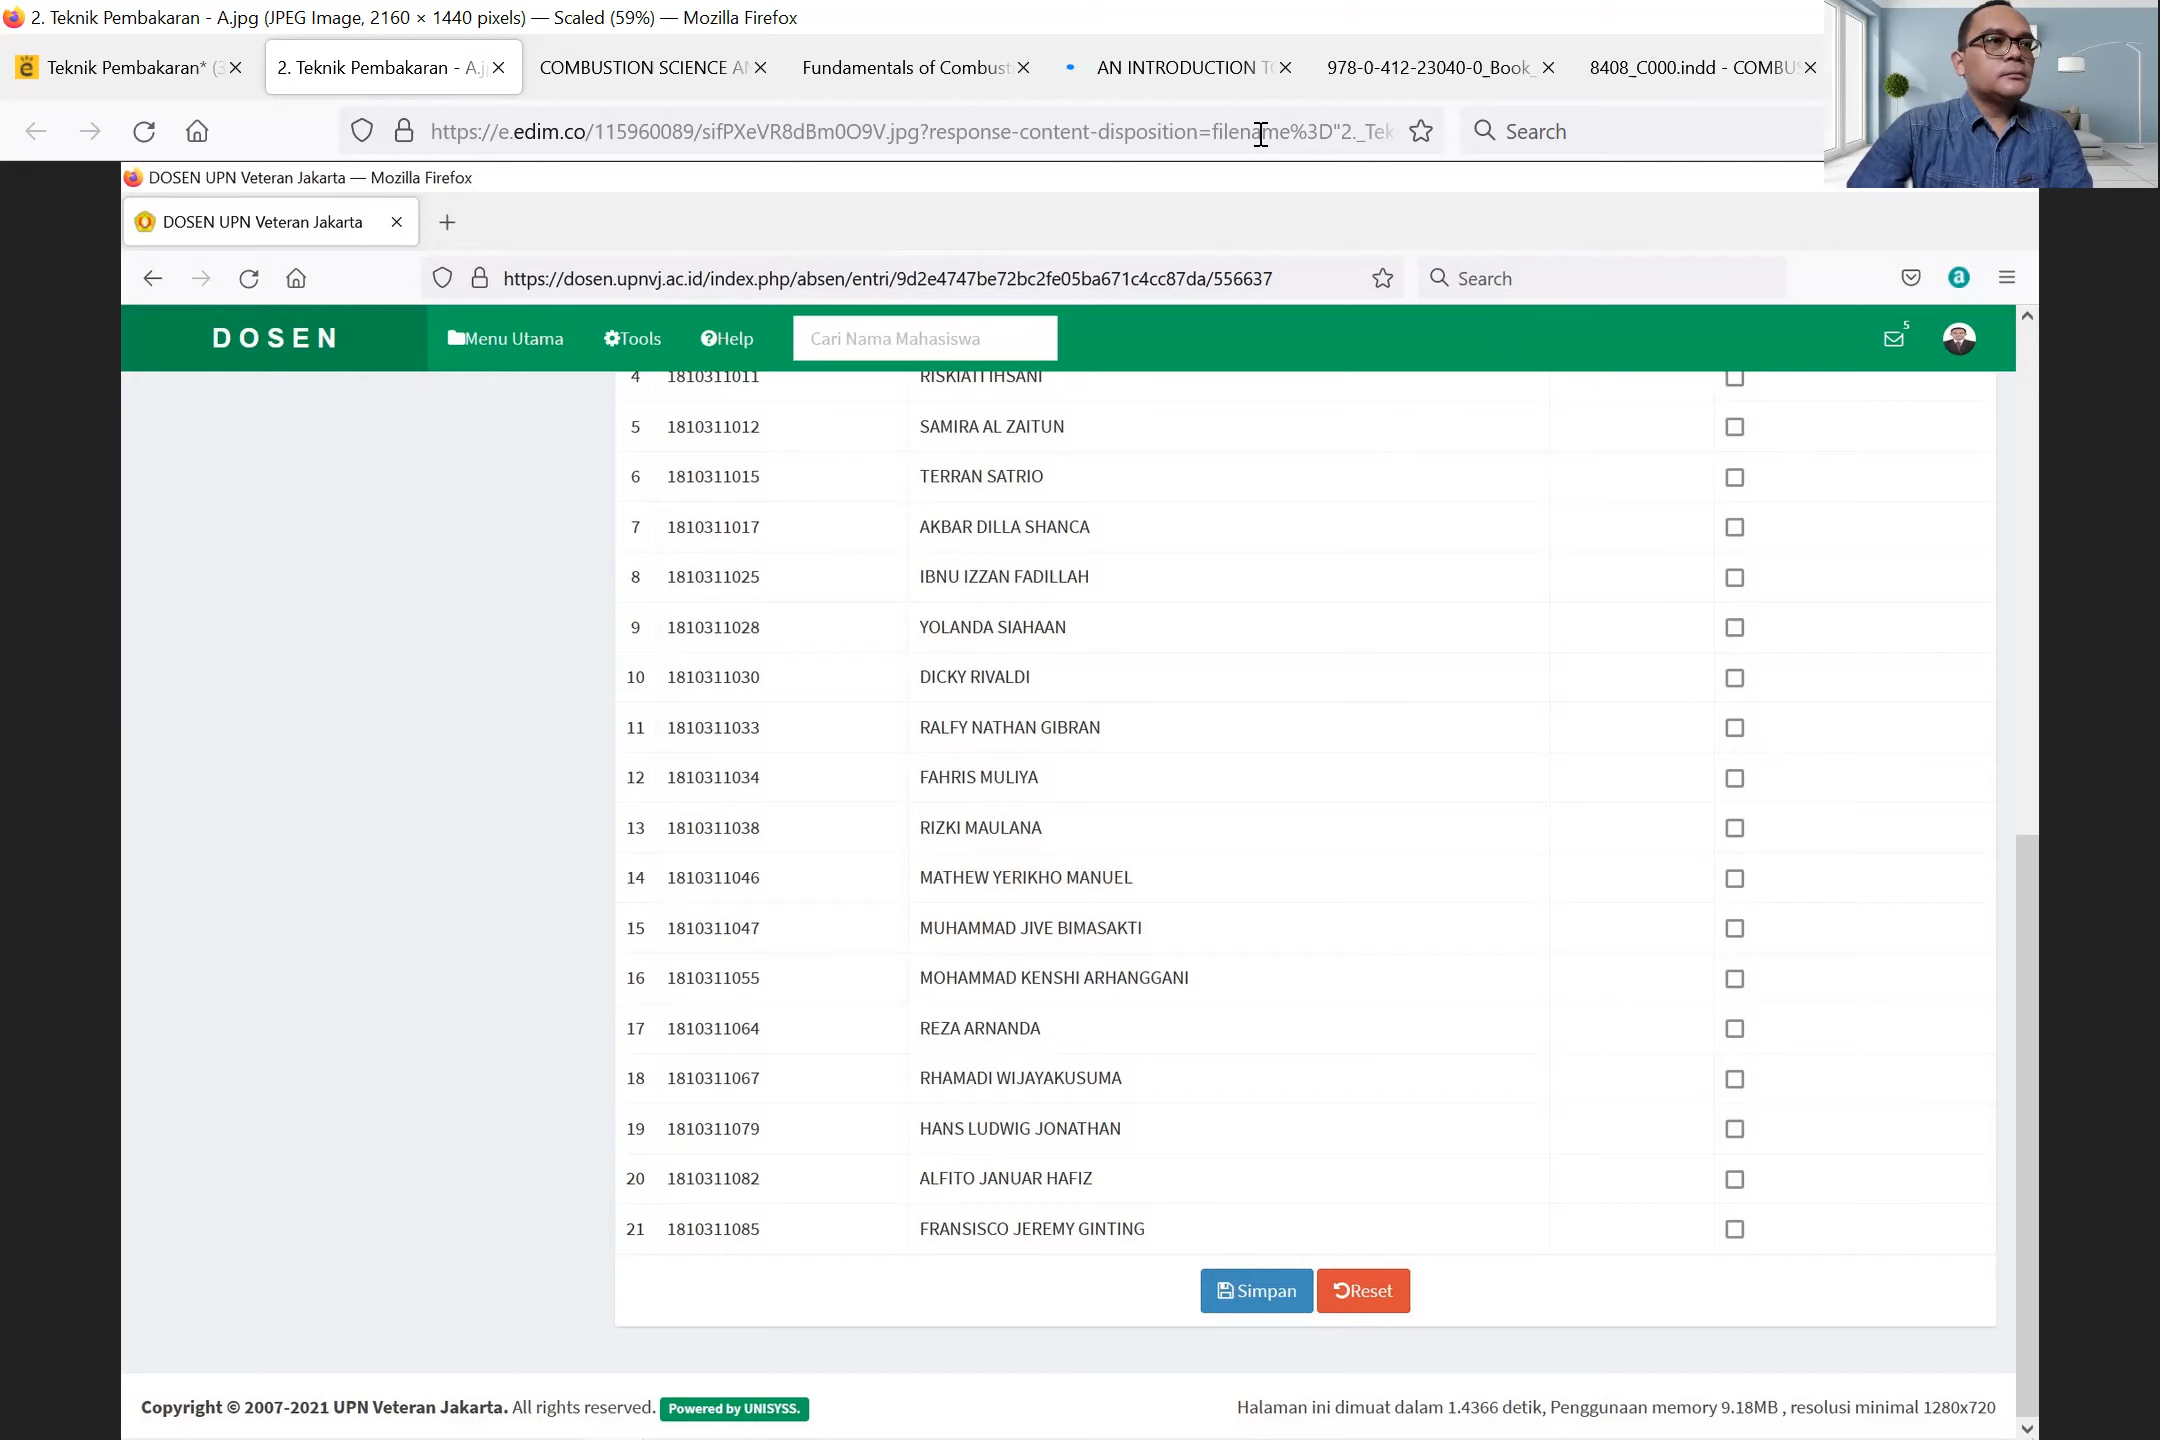 2. Teknik Pembakaran - A.jpg (JPEG Image, 2160 × 1440 pixels) — Scaled (59%) — Mozilla Firefox
Teknik Pembakaran* (3
2. Teknik Pembakaran - A.j
COMBUSTION SCIENCE AN
Fundamentals of Combust
AN INTRODUCTION T
978-0-412-23040-0_Book_
8408_C000.indd - COMBUS
https://e.edim.co/115960089/sifPXeVR8dBm0O9V.jpg?response-content-disposition=filename%3D"2._Tek
Search
DOSEN UPN Veteran Jakarta — Mozilla Firefox
DOSEN UPN Veteran Jakarta
https://dosen.upnvj.ac.id/index.php/absen/entri/9d2e4747be72bc2fe05ba671c4cc87da/556637
Search
DOSEN
Menu Utama
Tools
Help
Cari Nama Mahasiswa
5
4 1810311011 RISKIATI IHSANI
5 1810311012 SAMIRA AL ZAITUN
6 1810311015 TERRAN SATRIO
7 1810311017 AKBAR DILLA SHANCA
8 1810311025 IBNU IZZAN FADILLAH
9 1810311028 YOLANDA SIAHAAN
10 1810311030 DICKY RIVALDI
11 1810311033 RALFY NATHAN GIBRAN
12 1810311034 FAHRIS MULIYA
13 1810311038 RIZKI MAULANA
14 1810311046 MATHEW YERIKHO MANUEL
15 1810311047 MUHAMMAD JIVE BIMASAKTI
16 1810311055 MOHAMMAD KENSHI ARHANGGANI
17 1810311064 REZA ARNANDA
18 1810311067 RHAMADI WIJAYAKUSUMA
19 1810311079 HANS LUDWIG JONATHAN
20 1810311082 ALFITO JANUAR HAFIZ
21 1810311085 FRANSISCO JEREMY GINTING
Simpan
Reset
Copyright © 2007-2021 UPN Veteran Jakarta. All rights reserved. Powered by UNISYSS.
Halaman ini dimuat dalam 1.4366 detik, Penggunaan memory 9.18MB , resolusi minimal 1280x720